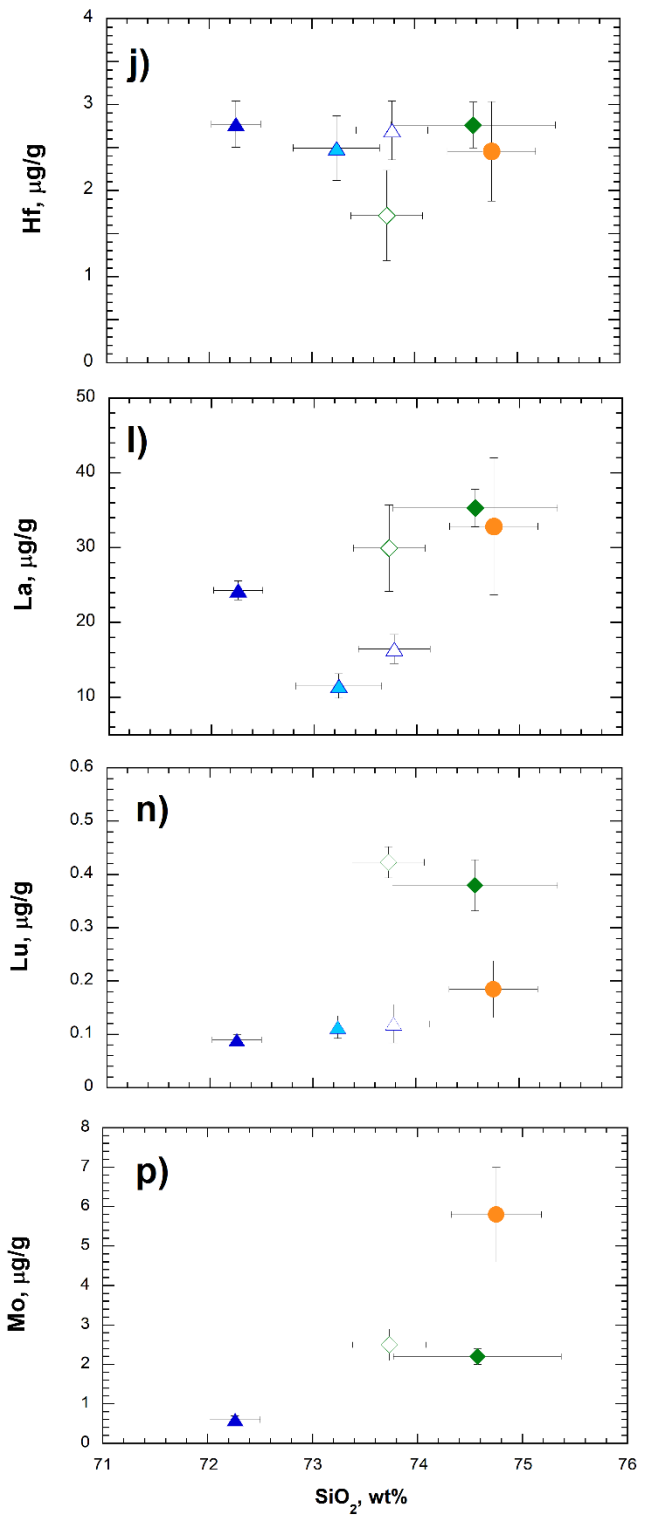 4
j)
3
Hf, μg/g
2
1
0
50
l)
40
La, μg/g
30
20
10
0.6
n)
0.5
0.4
Lu, μg/g
0.3
0.2
0.1
0
8
p)
7
6
5
Mo, μg/g
4
3
2
1
0
71 72 73 74 75 76
SiO₂, wt%